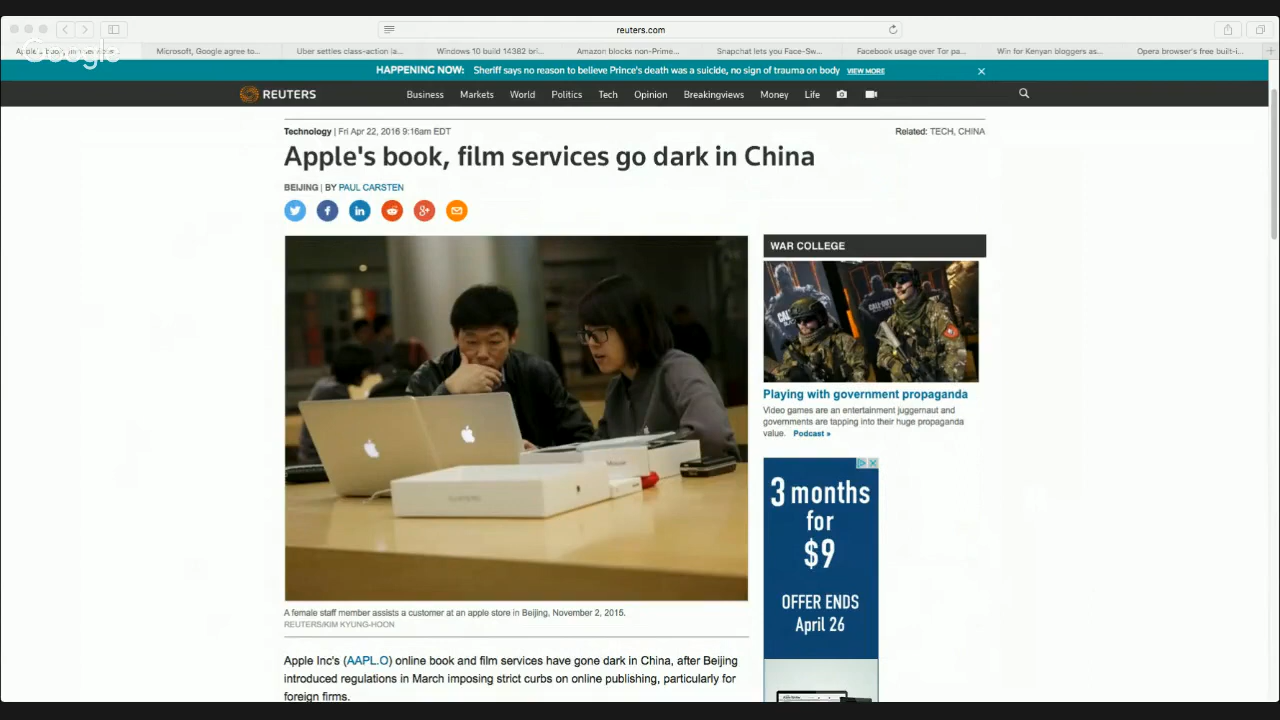 reuters.com
Google
Microsoft, Google agree to...
Uber settles class-action la...
Windows 10 build 14382 bri...
Amazon blocks non-Prime...
Snapchat lets you Face-Sw...
Facebook usage over Tor pa...
Win for Kenyan bloggers as...
Opera browser's free built-i...
HAPPENING NOW: Sheriff says no reason to believe Prince's death was a suicide, no sign of trauma on body VIEW MORE
REUTERS Business Markets World Politics Tech Opinion Breakingviews Money Life
Technology | Fri Apr 22, 2016 9:16am EDT
Related: TECH, CHINA
Apple's book, film services go dark in China
BEIJING | BY PAUL CARSTEN
WAR COLLEGE
Playing with government propaganda
Video games are an entertainment juggernaut and
governments are tapping into their huge propaganda
value. Podcast »
3 months
for
$9
OFFER ENDS
April 26
A female staff member assists a customer at an apple store in Beijing, November 2, 2015.
REUTERS/KIM KYUNG-HOON
Apple Inc's (AAPL.O) online book and film services have gone dark in China, after Beijing
introduced regulations in March imposing strict curbs on online publishing, particularly for
foreign firms.